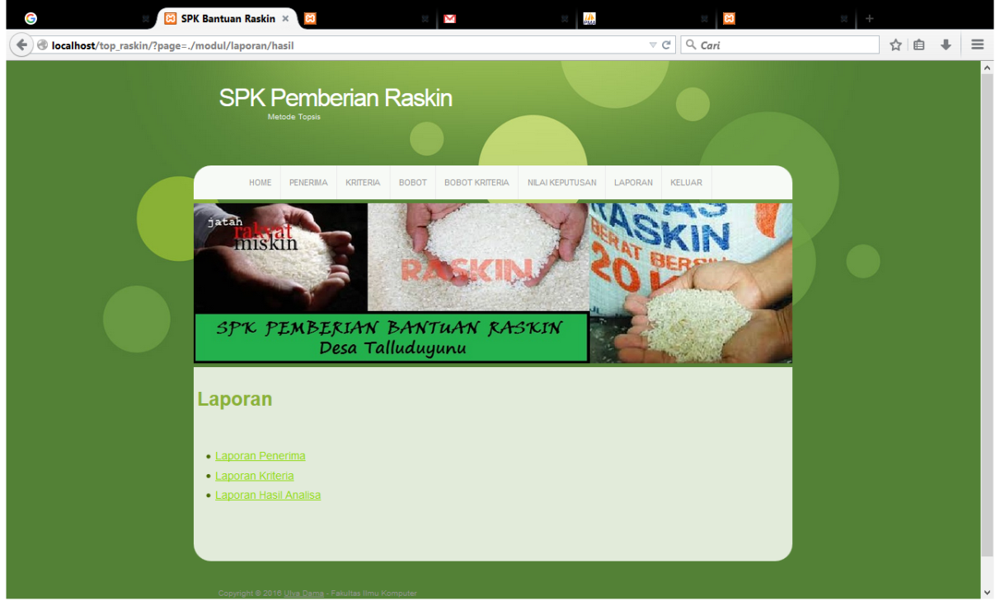 SPK Bantuan Raskin
localhost/top_raskin/?page=./modul/laporan/hasil
Cari
SPK Pemberian Raskin
Metode Topsis
HOME PENERIMA KRITERIA BOBOT BOBOT KRITERIA NILAI KEPUTUSAN LAPORAN KELUAR
jatah
rakyat
miskin
RASKIN
RASKIN
BERAT BERSIH
20
SPK PEMBERIAN BANTUAN RASKIN
Desa Talluduyunu
Laporan
• Laporan Penerima
• Laporan Kriteria
• Laporan Hasil Analisa
Copyright © 2016 Ulva Dama - Fakultas Ilmu Komputer